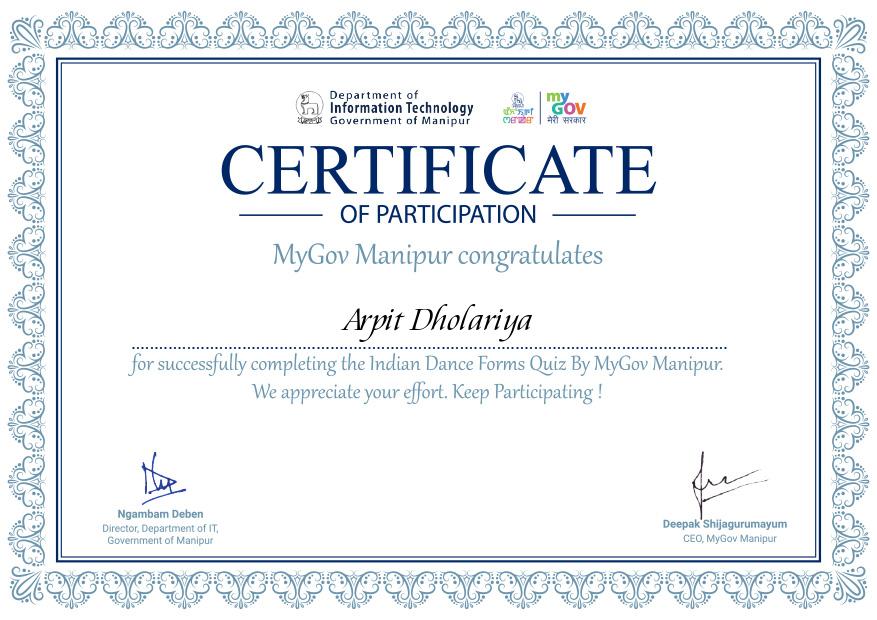 Department of
Information Technology
Government of Manipur
my
GOV
मेरी सरकार
CERTIFICATE
OF PARTICIPATION
MyGov Manipur congratulates
Arpit Dholariya
for successfully completing the Indian Dance Forms Quiz By MyGov Manipur.
We appreciate your effort. Keep Participating !
Ngambam Deben
Director, Department of IT,
Government of Manipur
Deepak Shijagurumayum
CEO, MyGov Manipur